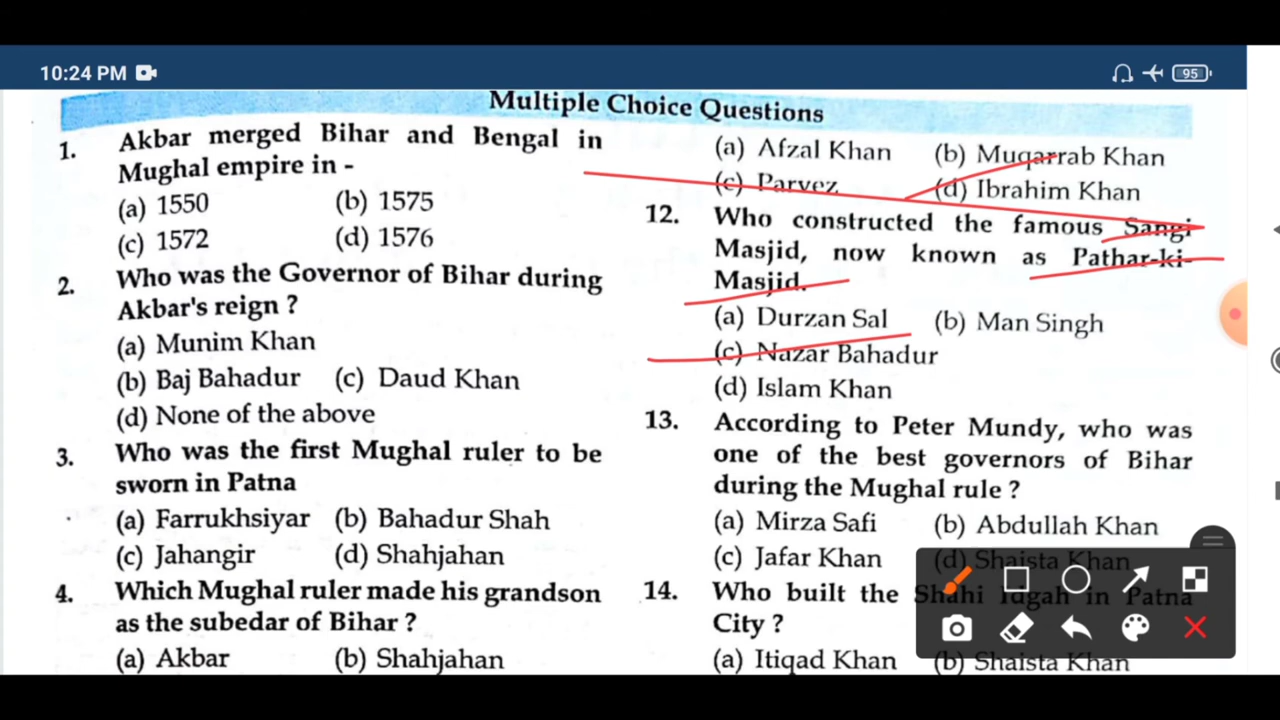 10:24 PM
95
Multiple Choice Questions
1. Akbar merged Bihar and Bengal in
Mughal empire in -
(a) 1550 (b) 1575
(c) 1572 (d) 1576
2. Who was the Governor of Bihar during
Akbar's reign ?
(a) Munim Khan
(b) Baj Bahadur (c) Daud Khan
(d) None of the above
3. Who was the first Mughal ruler to be
sworn in Patna
(a) Farrukhsiyar (b) Bahadur Shah
(c) Jahangir (d) Shahjahan
4. Which Mughal ruler made his grandson
as the subedar of Bihar ?
(a) Akbar (b) Shahjahan
(a) Afzal Khan (b) Muqarrab Khan
(c) Parvez (d) Ibrahim Khan
12. Who constructed the famous Sangi
Masjid, now known as Pathar-ki-
Masjid.
(a) Durzan Sal (b) Man Singh
(c) Nazar Bahadur
(d) Islam Khan
13. According to Peter Mundy, who was
one of the best governors of Bihar
during the Mughal rule ?
(a) Mirza Safi (b) Abdullah Khan
(c) Jafar Khan (d) Shaista Khan
14. Who built the Shahi Idgah in Patna
City ?
(a) Itiqad Khan (b) Shaista Khan